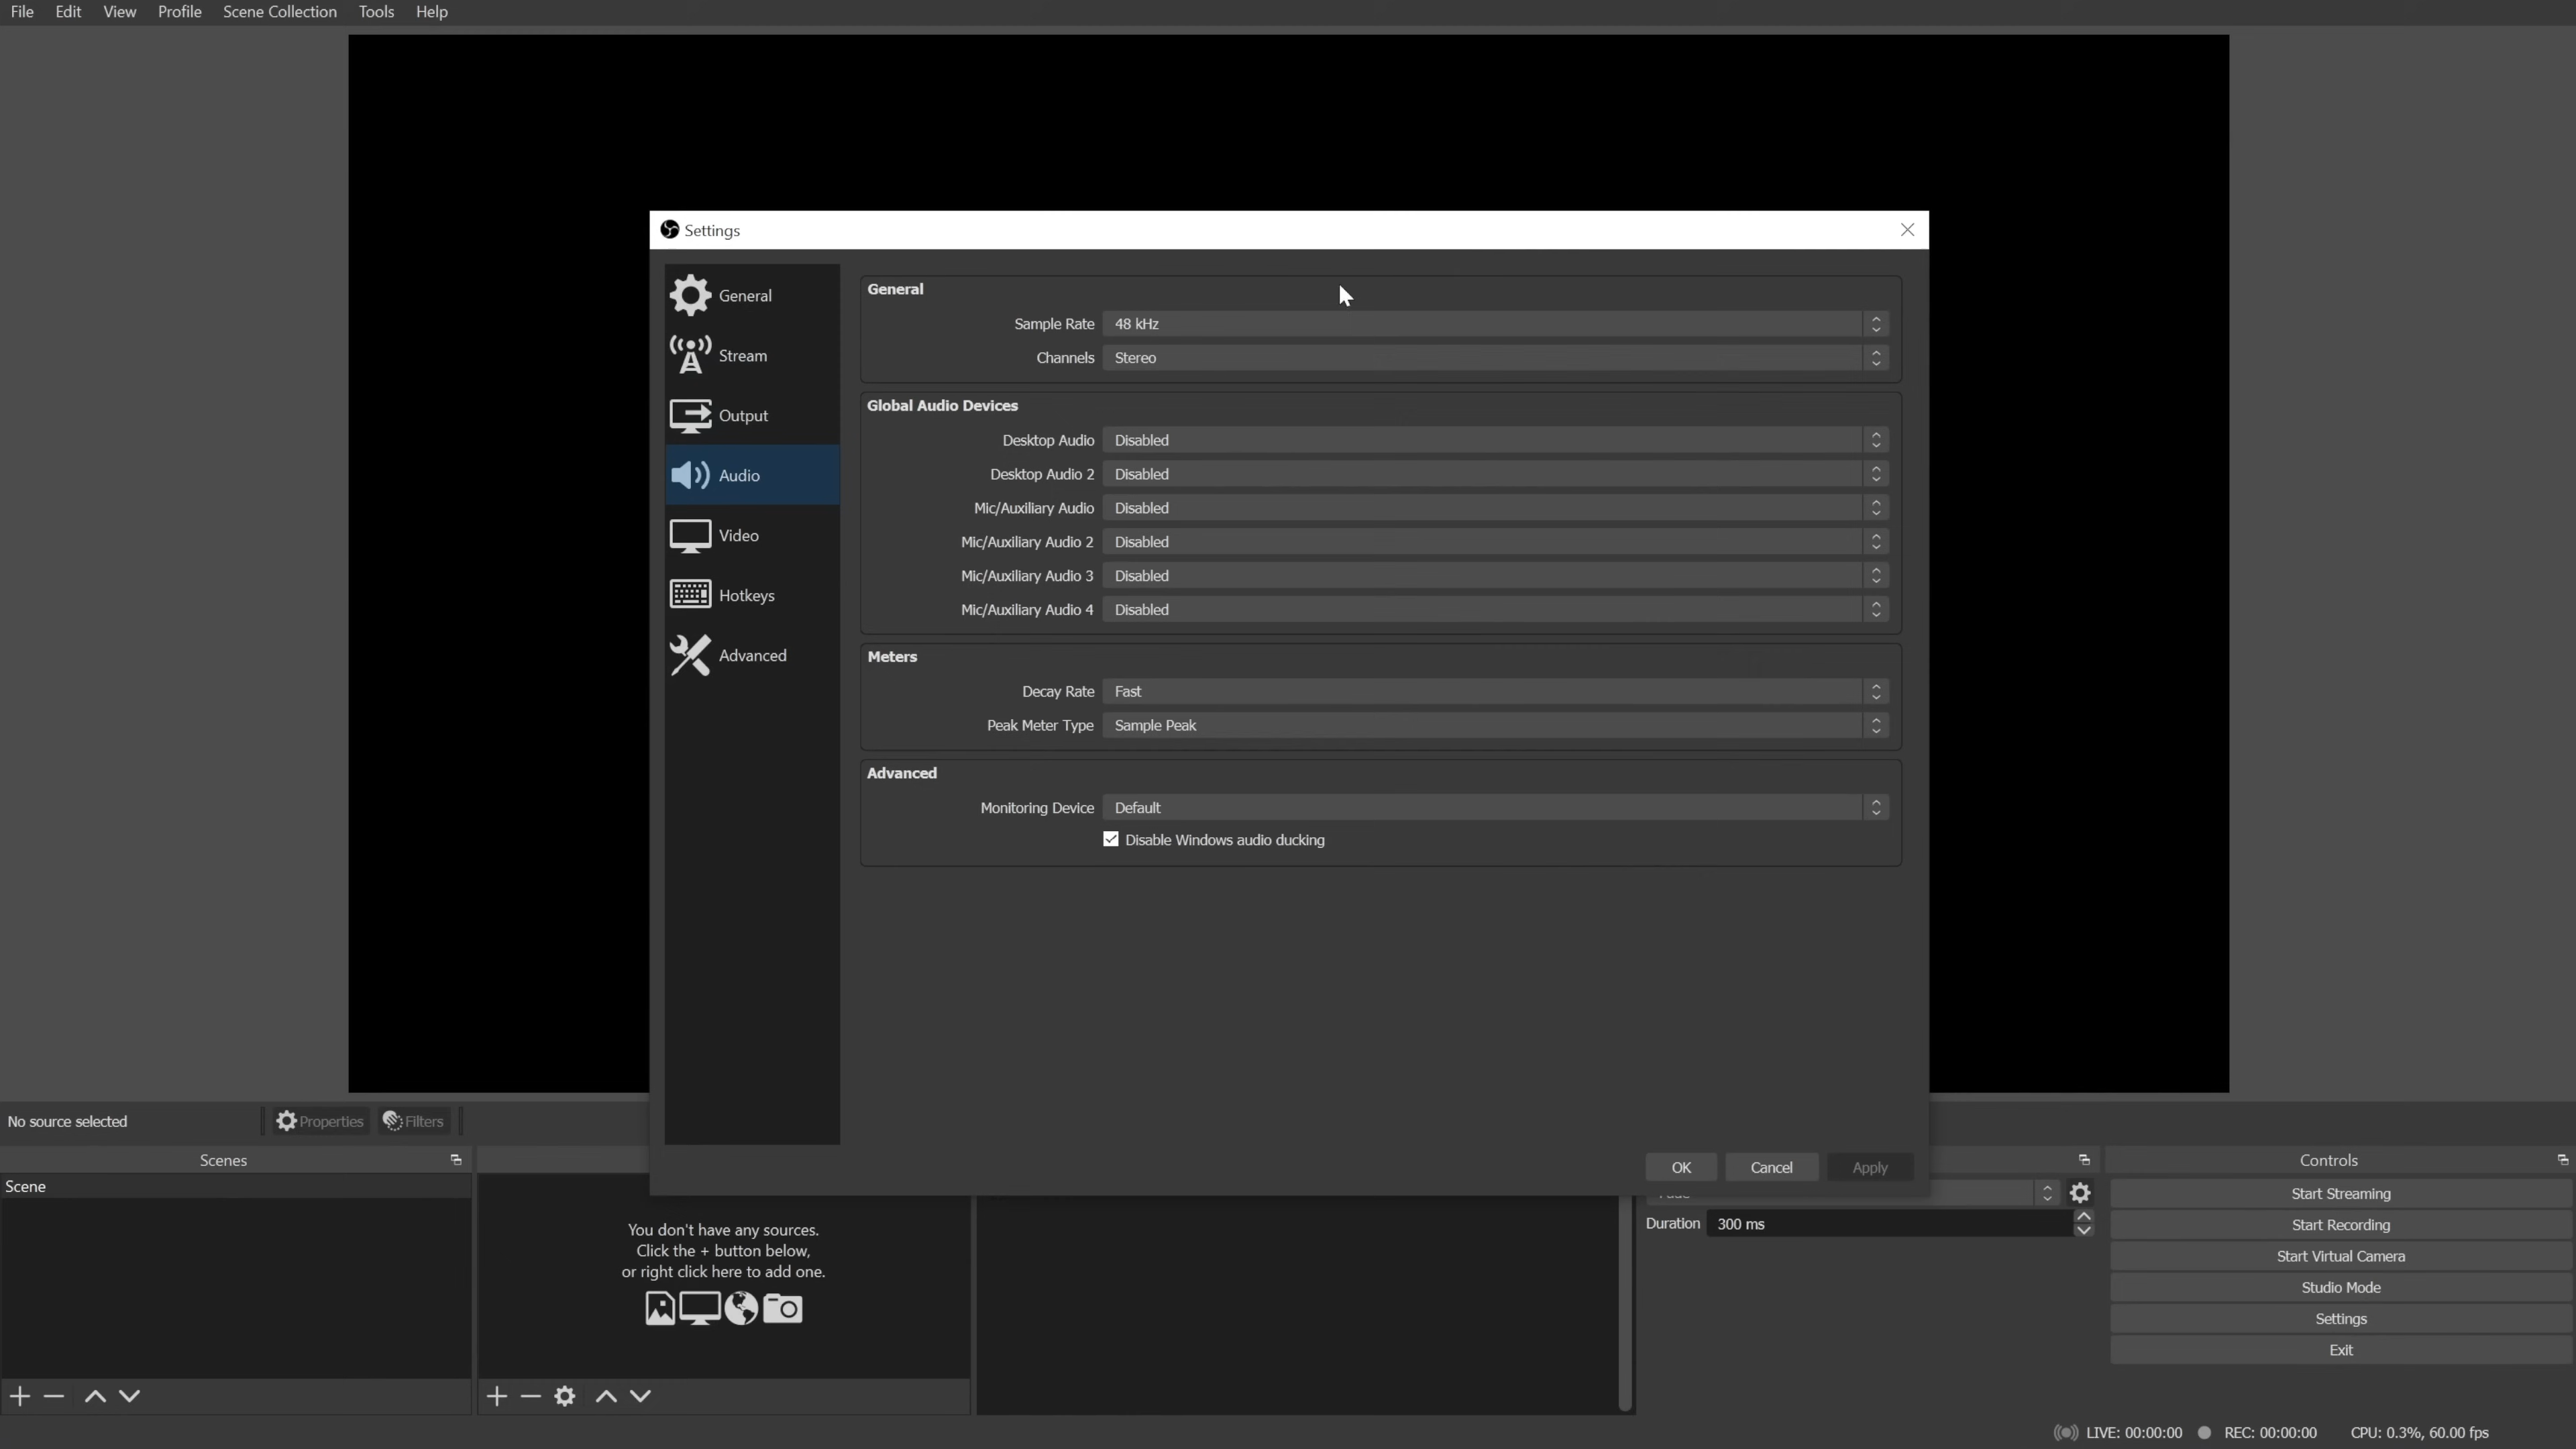 File Edit View Profile Scene Collection Tools Help
Settings
General
Stream
Output
Audio
Video
Hotkeys
Advanced
General
Sample Rate 48 kHz
Channels Stereo
Global Audio Devices
Desktop Audio Disabled
Desktop Audio 2 Disabled
Mic/Auxiliary Audio Disabled
Mic/Auxiliary Audio 2 Disabled
Mic/Auxiliary Audio 3 Disabled
Mic/Auxiliary Audio 4 Disabled
Meters
Decay Rate Fast
Peak Meter Type Sample Peak
Advanced
Monitoring Device Default
Disable Windows audio ducking
OK Cancel Apply
No source selected Properties Filters
Scenes
Scene
You don't have any sources.
Click the + button below,
or right click here to add one.
Duration 300 ms
Controls
Start Streaming
Start Recording
Start Virtual Camera
Studio Mode
Settings
Exit
LIVE: 00:00:00 REC: 00:00:00 CPU: 0.3%, 60.00 fps